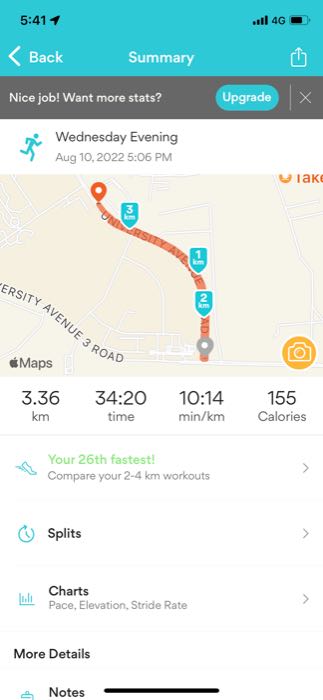 5:41
4G
Back
Summary
Nice job! Want more stats?
Upgrade
Wednesday Evening
Aug 10, 2022 5:06 PM
Take
3
km
UNIVERSITY AVENUE
1
km
2
km
ERSITY AVENUE 3 ROAD
Maps
3.36
34:20
10:14
155
km
time
min/km
Calories
Your 26th fastest!
Compare your 2-4 km workouts
Splits
Charts
Pace, Elevation, Stride Rate
More Details
Notes